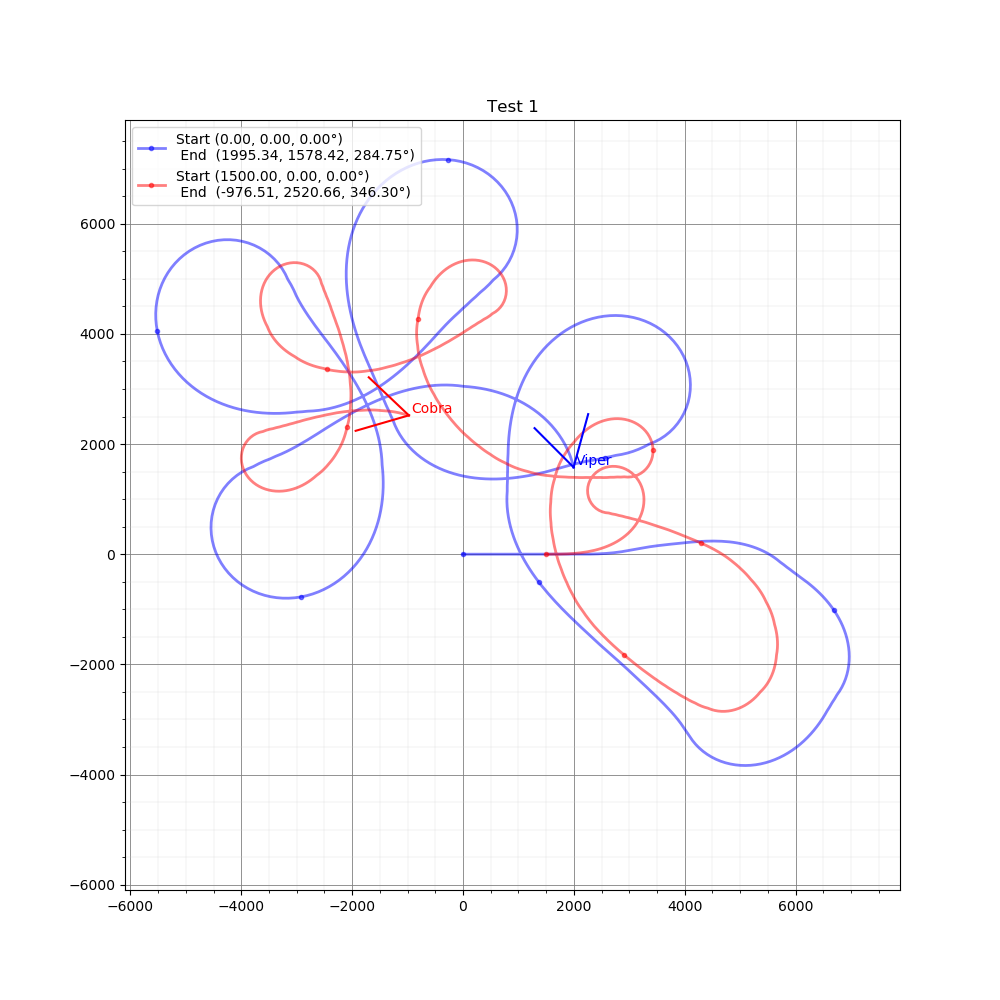 Test 1
Start (0.00, 0.00, 0.00°)
End (1995.34, 1578.42, 284.75°)
Start (1500.00, 0.00, 0.00°)
End (-976.51, 2520.66, 346.30°)
6000
4000
Cobra
2000
Viper
0
−2000
−4000
−6000
−6000 −4000 −2000 0 2000 4000 6000